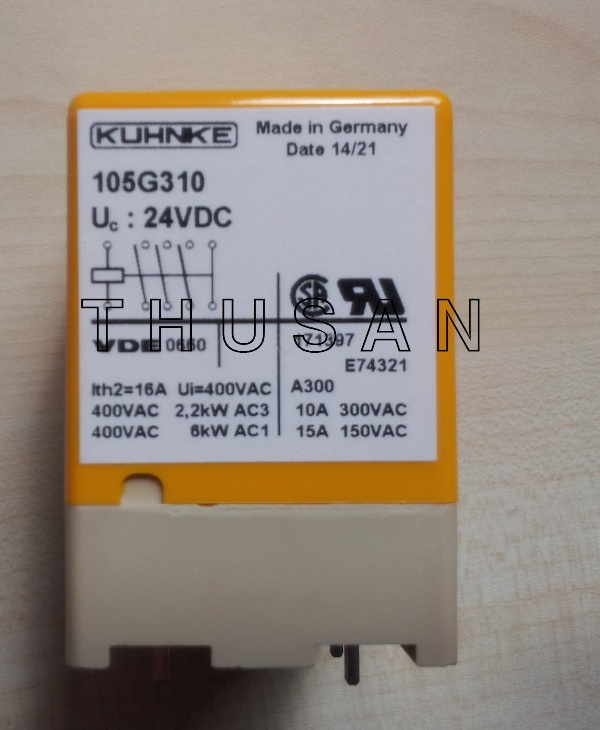 KUHNKE
Made in Germany
Date 14/21
105G310
Uc : 24VDC
THUSAN
VDE 0660
171397
E74321
Ith2=16A Ui=400VAC
400VAC 2,2kW AC3
400VAC 6kW AC1
A300
10A 300VAC
15A 150VAC